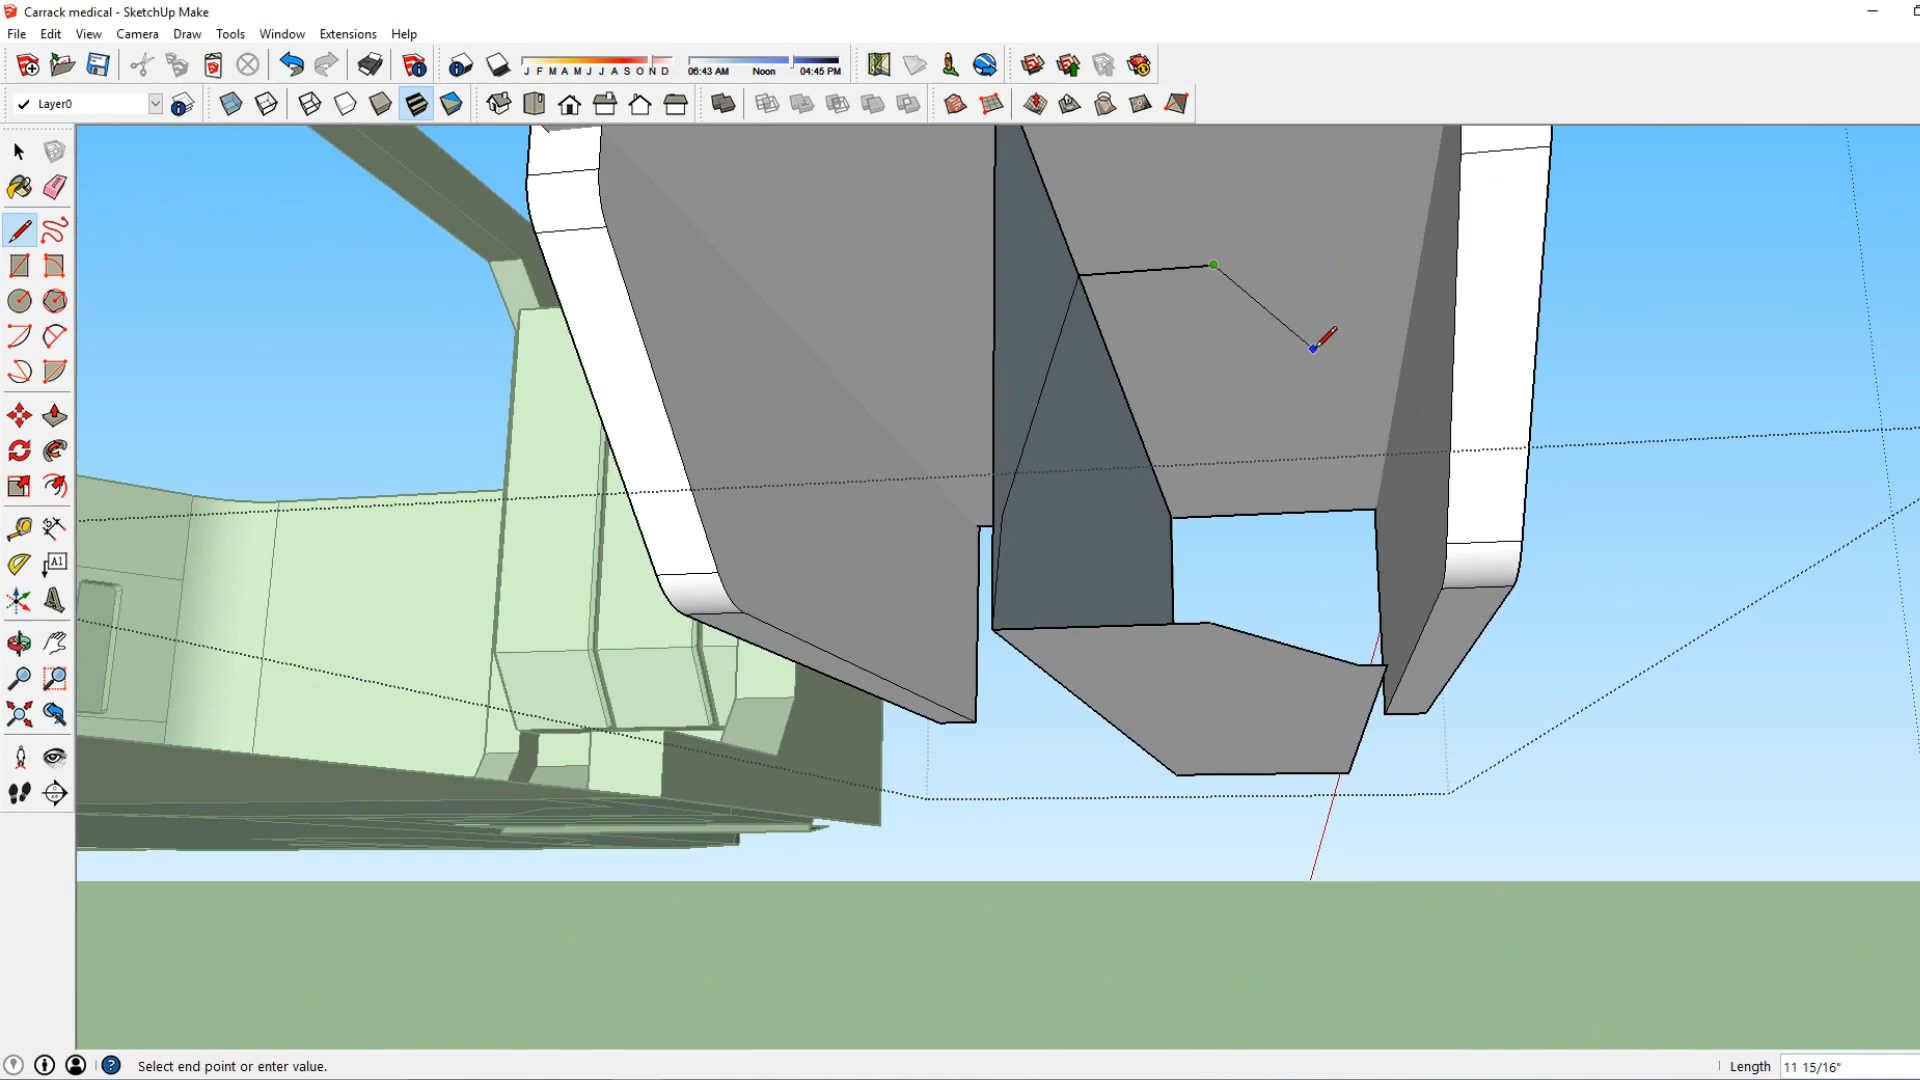 Carrack medical - SketchUp Make
File Edit View Camera Draw Tools Window Extensions Help
J F M A M J J A S O N D 06:43 AM Noon 04:45 PM
Layer0
A1
Select end point or enter value. Length 11 15/16"